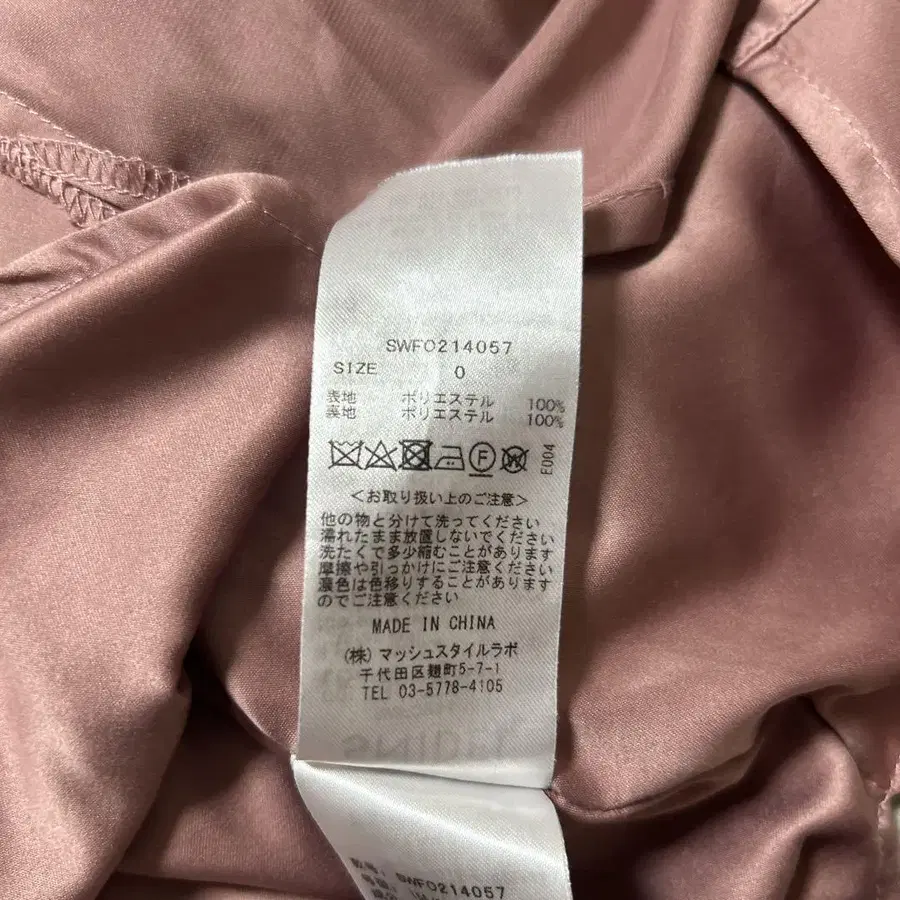 SWFO214057
SIZE 0
表地 ポリエステル 100%
裏地 ポリエステル 100%
F W
E004
<お取り扱い上のご注意>
他の物と分けて洗ってください
濡れたまま放置しないでください
洗たくで多少縮むことがあります
摩擦や引っかけにご注意ください
濃色は色移りすることがあります
のでご注意ください
MADE IN CHINA
(株) マッシュスタイルラボ
千代田区麹町5-7-1
TEL 03-5778-4105
SNIDEL
款号: SWFO214057